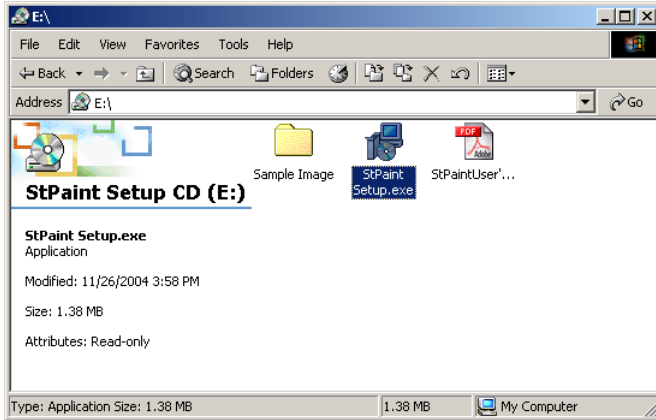 E:\
File Edit View Favorites Tools Help
Back Search Folders
Address E:\ Go
StPaint Setup CD (E:)
StPaint Setup.exe
Application
Modified: 11/26/2004 3:58 PM
Size: 1.38 MB
Attributes: Read-only
Sample Image
StPaint
Setup.exe
PDF
Adobe
StPaintUser'...
Type: Application Size: 1.38 MB 1.38 MB My Computer